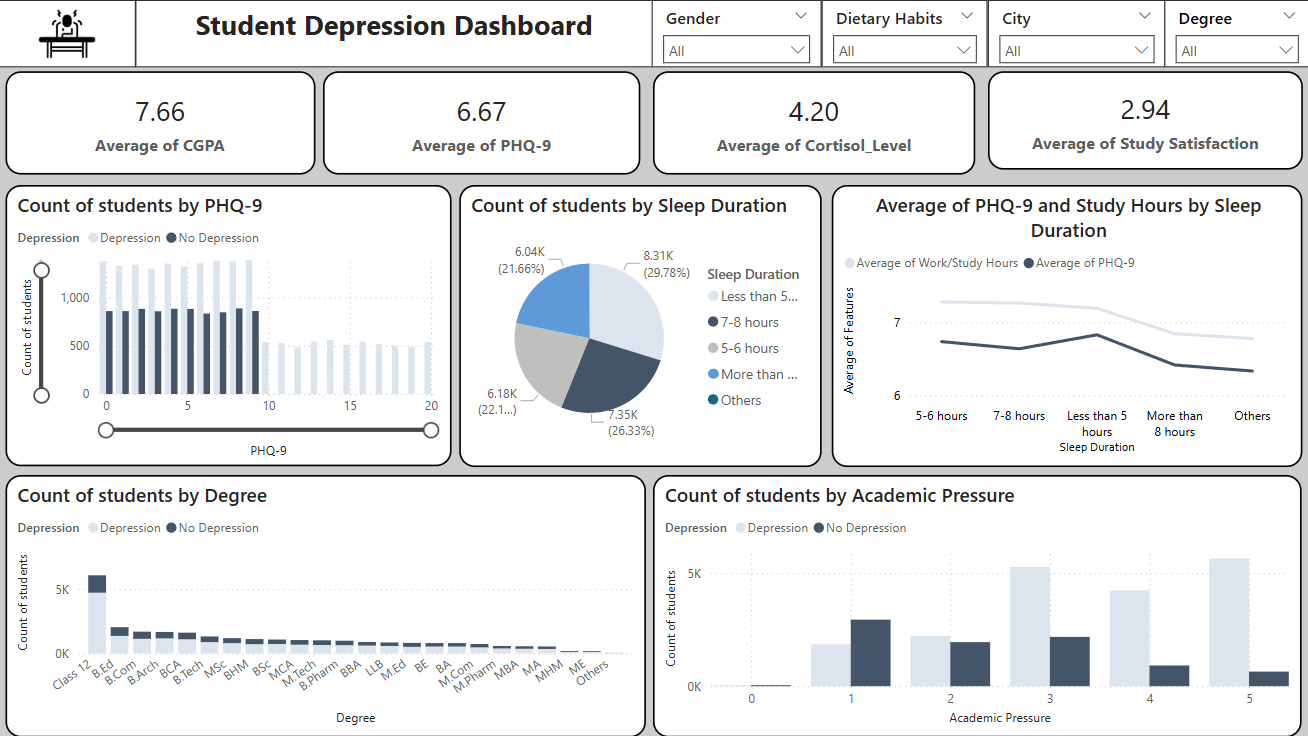 Student Depression Dashboard
Gender
All
Dietary Habits
All
City
All
Degree
All
7.66
Average of CGPA
6.67
Average of PHQ-9
4.20
Average of Cortisol_Level
2.94
Average of Study Satisfaction
Count of students by PHQ-9
Depression Depression No Depression
Count of students
1,000
500
0
0 5 10 15 20
PHQ-9
Count of students by Sleep Duration
6.04K
(21.66%)
8.31K
(29.78%)
6.18K
(22.1...)
7.35K
(26.33%)
Sleep Duration
Less than 5...
7-8 hours
5-6 hours
More than ...
Others
Average of PHQ-9 and Study Hours by Sleep
Duration
Average of Work/Study Hours Average of PHQ-9
Average of Features
7
6
5-6 hours 7-8 hours Less than 5 More than Others
hours 8 hours
Sleep Duration
Count of students by Degree
Depression Depression No Depression
Count of students
5K
0K
Class 12 B.Ed B.Com B.Arch BCA B.Tech MSc BHM BSc MCA M.Tech B.Pharm BBA LLB M.Ed BE BA M.Com M.Pharm MBA MA MHM ME Others
Degree
Count of students by Academic Pressure
Depression Depression No Depression
Count of students
5K
0K
0 1 2 3 4 5
Academic Pressure